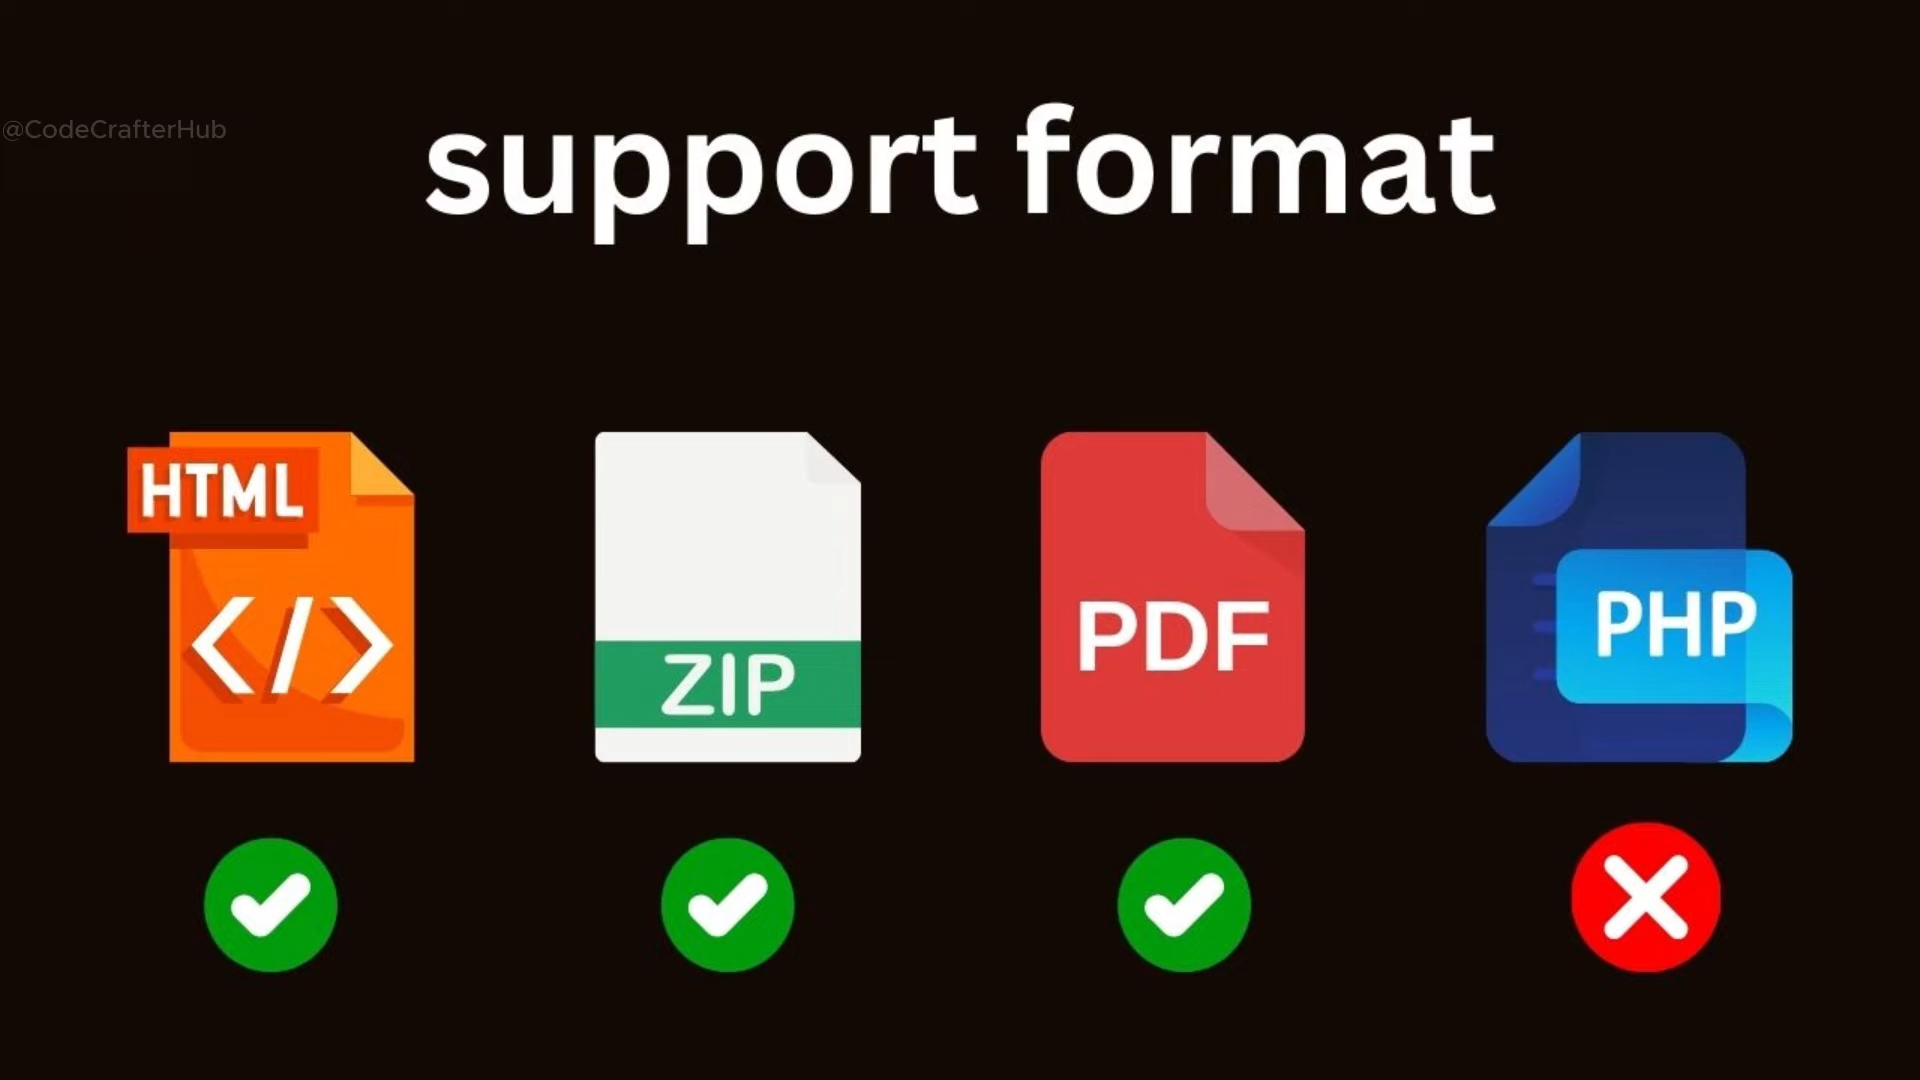 @CodeCrafterHub
support format
HTML
</>
ZIP
PDF
PHP